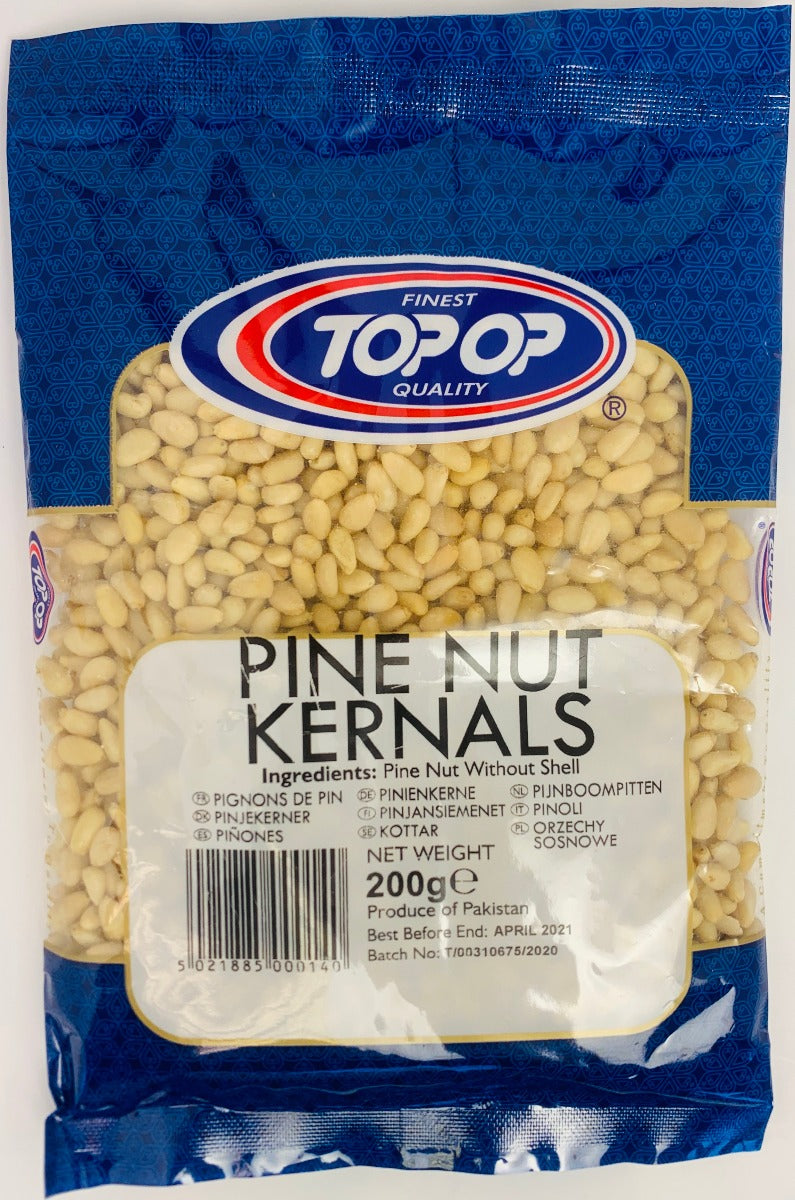 FINEST
TOPOP
QUALITY
®
TOPOP
PINE NUT
KERNALS
Ingredients: Pine Nut Without Shell
FR PIGNONS DE PIN DE PINIENKERNE NL PIJNBOOMPITTEN
DK PINJEKERNER FI PINJANSIEMENET IT PINOLI
ES PIÑONES SE KOTTAR PL ORZECHY
SOSNOWE
NET WEIGHT
200g℮
Produce of Pakistan
Best Before End: APRIL 2021
Batch No: T/00310675/2020
5 021885 000140